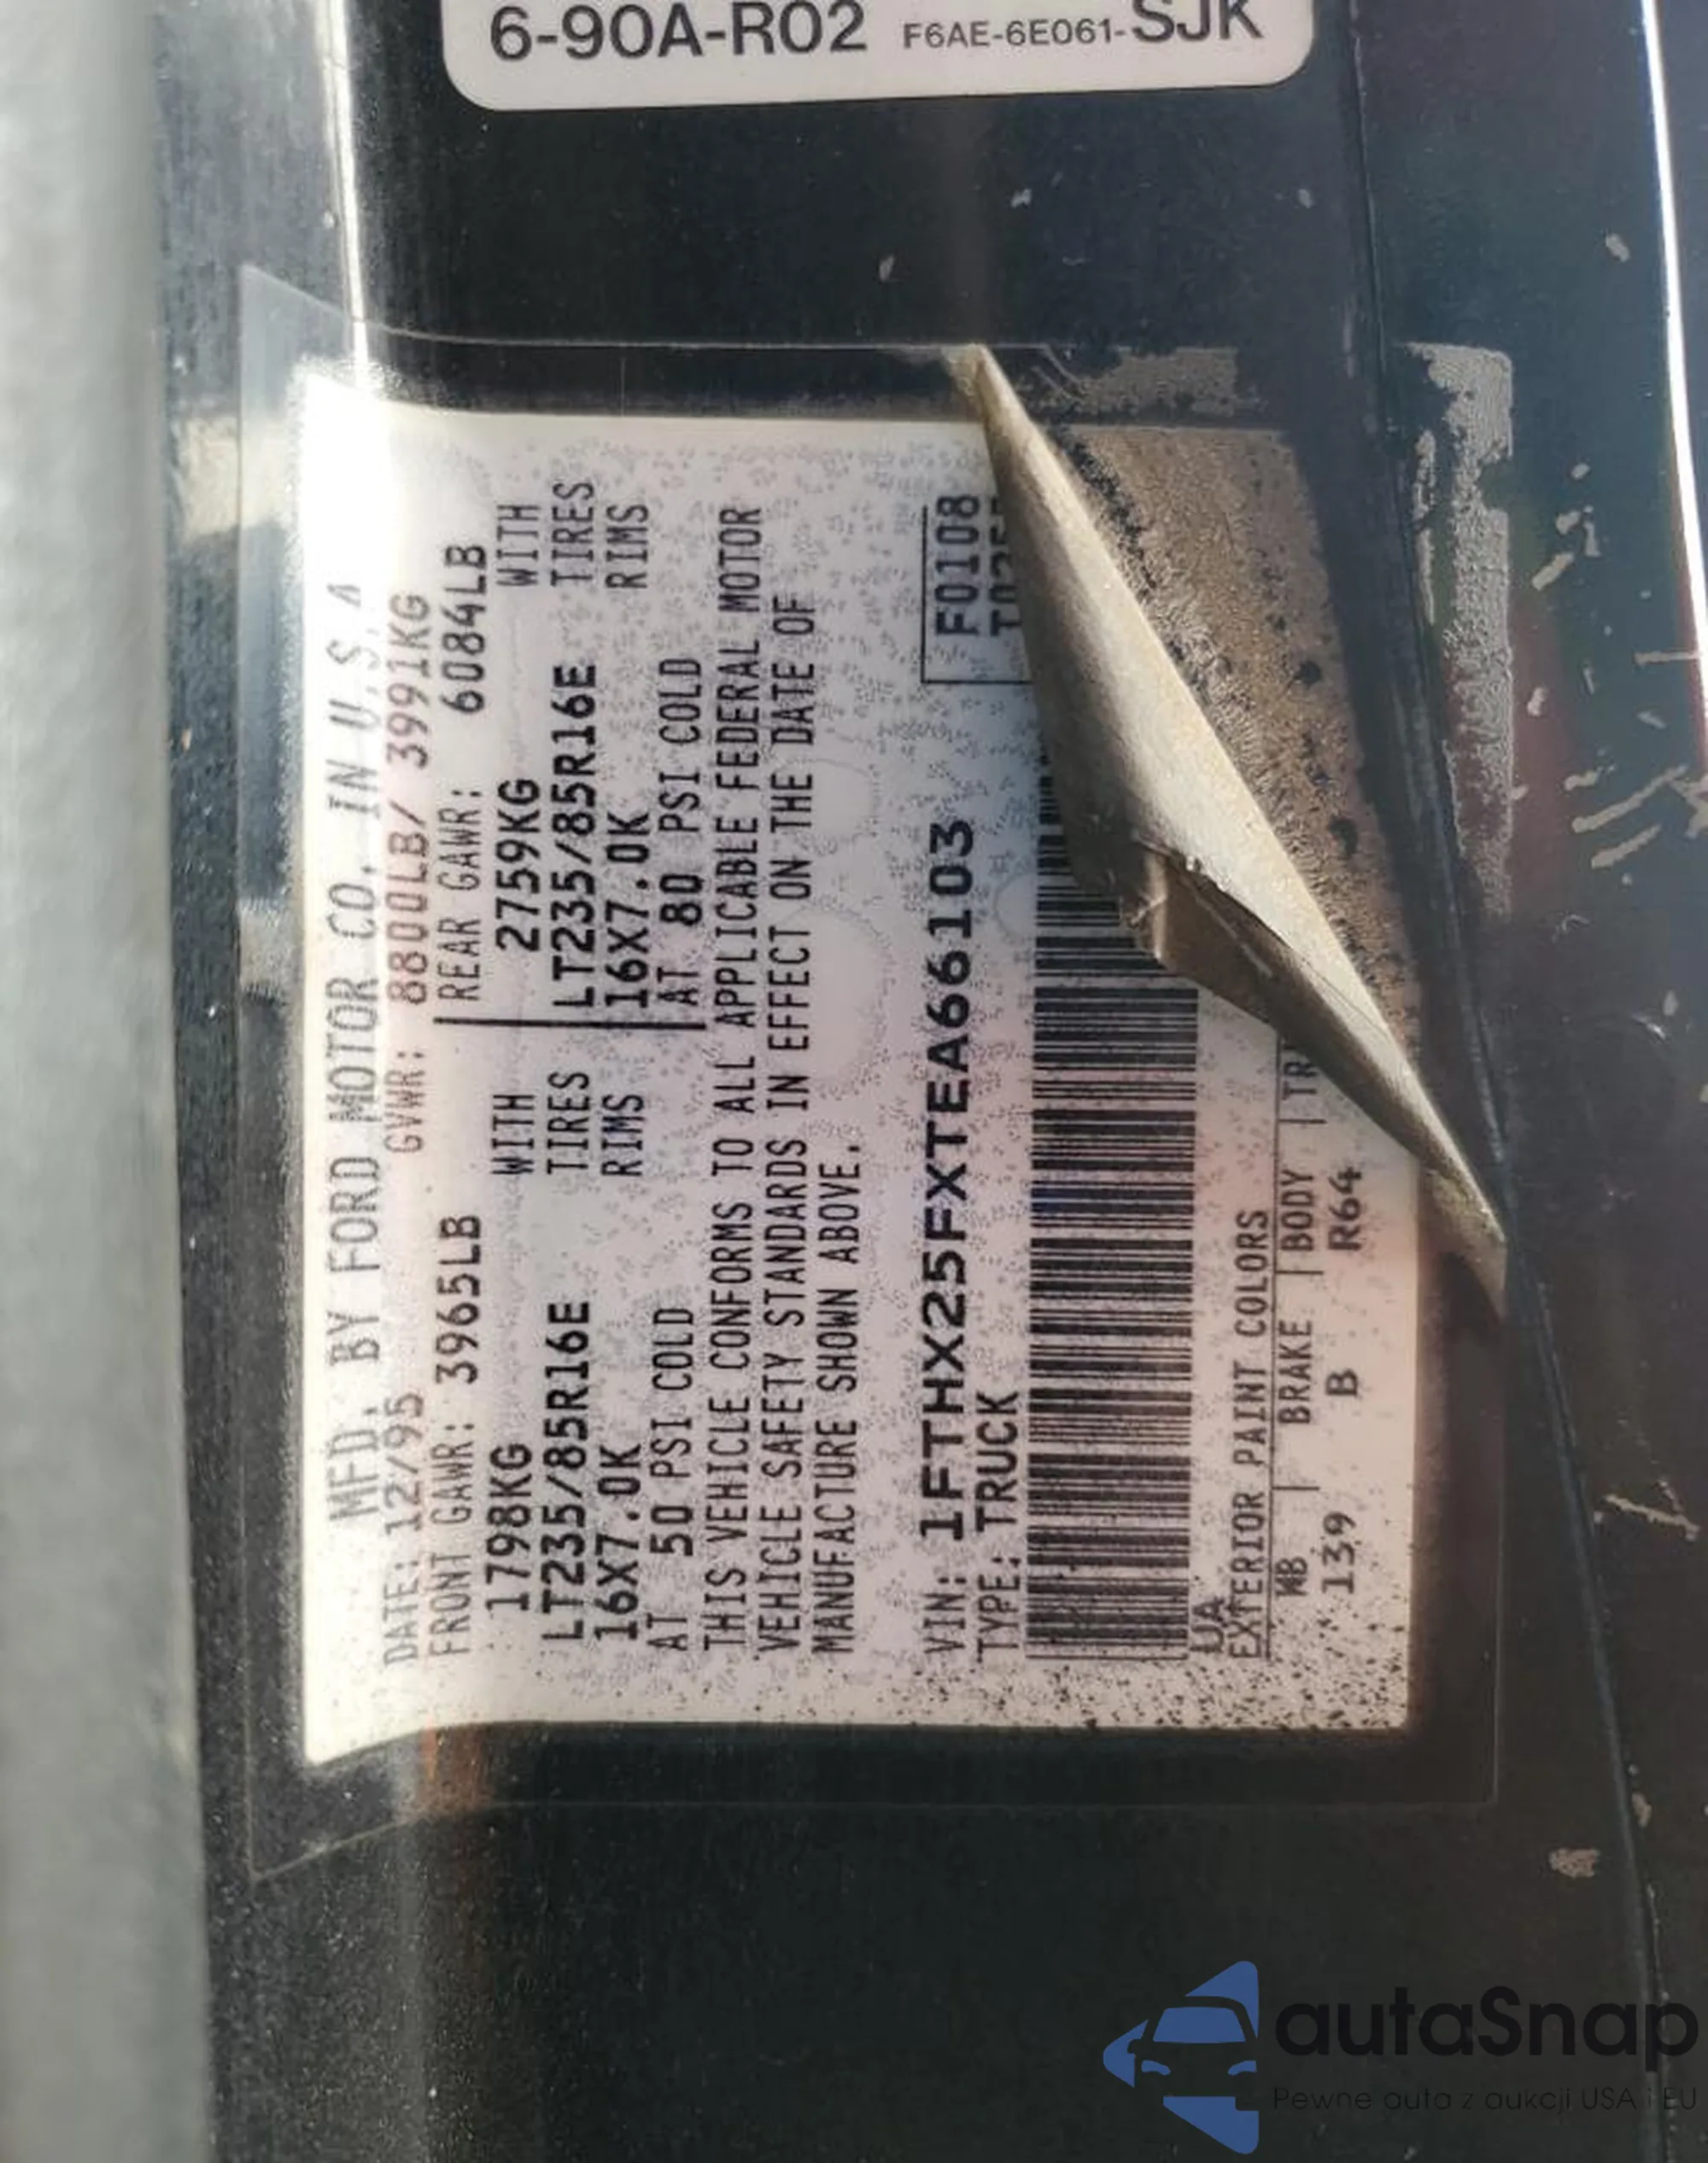 6-90A-R02 F6AE-6E061-SJK
MFD. BY FORD MOTOR CO. IN U.S.A
DATE: 12/95 GVWR: 8800LB/ 3991KG
FRONT GAWR: 3965LB REAR GAWR: 6084LB
1798KG WITH 2759KG WITH
LT235/85R16E TIRES LT235/85R16E TIRES
16X7.0K RIMS 16X7.0K RIMS
AT 50 PSI COLD AT 80 PSI COLD
THIS VEHICLE CONFORMS TO ALL APPLICABLE FEDERAL MOTOR
VEHICLE SAFETY STANDARDS IN EFFECT ON THE DATE OF
MANUFACTURE SHOWN ABOVE.
VIN: 1FTHX25FXTEA66103 F0108
TYPE: TRUCK
UA
EXTERIOR PAINT COLORS
WB BRAKE BODY TR
139 B R64
autaSnap
Pewne auta z aukcji USA i EU